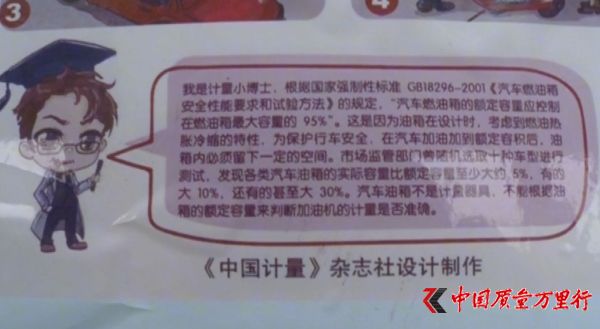 3
4
我是计量小博士，根据国家强制性标准 GB18296-2001《汽车燃油箱
安全性能要求和试验方法》的规定，“汽车燃油箱的额定容量应控制
在燃油箱最大容量的 95%”。这是因为油箱在设计时，考虑到燃油热
胀冷缩的特性，为保护行车安全，在汽车加油加到额定容积后，油
箱内必须留下一定的空间。市场监管部门曾随机选取十种车型进行
测试，发现各类汽车油箱的实际容量比额定容量至少大约 5%，有的
大 10%，还有的甚至大 30%。汽车油箱不是计量器具，不能根据油
箱的额定容量来判断加油机的计量是否准确。
《中国计量》杂志社设计制作
中国质量万里行